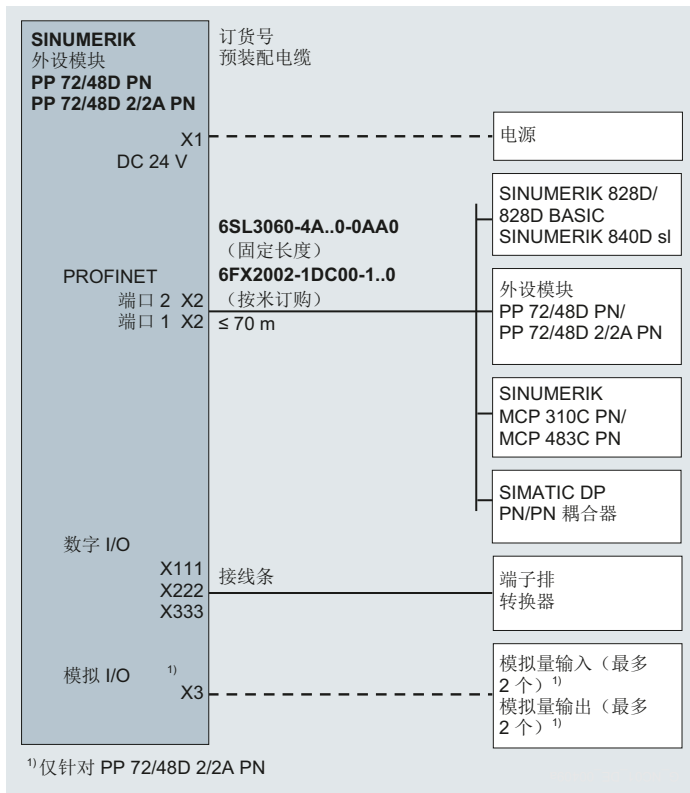 SINUMERIK
外设模块
PP 72/48D PN
PP 72/48D 2/2A PN
订货号
预装配电缆
X1
DC 24 V
电源
6SL3060-4A..0-0AA0
（固定长度）
6FX2002-1DC00-1..0
（按米订购）
≤ 70 m
PROFINET
端口 2 X2
端口 1 X2
SINUMERIK 828D/
828D BASIC
SINUMERIK 840D sl
外设模块
PP 72/48D PN/
PP 72/48D 2/2A PN
SINUMERIK
MCP 310C PN/
MCP 483C PN
SIMATIC DP
PN/PN 耦合器
数字 I/O
X111
X222
X333
接线条
端子排
转换器
模拟 I/O 1)
X3
模拟量输入（最多
2 个）1)
模拟量输出（最多
2 个）1)
1) 仅针对 PP 72/48D 2/2A PN